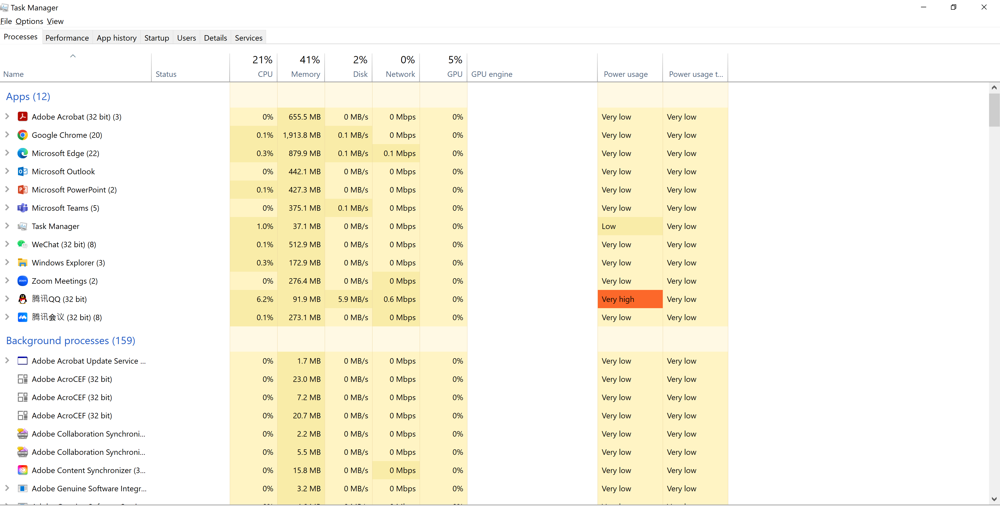 Task Manager
File Options View
Processes Performance App history Startup Users Details Services
21% 41% 2% 0% 5%
Name Status CPU Memory Disk Network GPU GPU engine Power usage Power usage t...
Apps (12)
Adobe Acrobat (32 bit) (3) 0% 655.5 MB 0 MB/s 0 Mbps 0% Very low Very low
Google Chrome (20) 0.1% 1,913.8 MB 0.1 MB/s 0 Mbps 0% Very low Very low
Microsoft Edge (22) 0.3% 879.9 MB 0.1 MB/s 0.1 Mbps 0% Very low Very low
Microsoft Outlook 0% 442.1 MB 0 MB/s 0 Mbps 0% Very low Very low
Microsoft PowerPoint (2) 0.1% 427.3 MB 0 MB/s 0 Mbps 0% Very low Very low
Microsoft Teams (5) 0% 375.1 MB 0.1 MB/s 0 Mbps 0% Very low Very low
Task Manager 1.0% 37.1 MB 0 MB/s 0 Mbps 0% Low Very low
WeChat (32 bit) (8) 0.1% 512.9 MB 0 MB/s 0 Mbps 0% Very low Very low
Windows Explorer (3) 0.3% 172.9 MB 0 MB/s 0 Mbps 0% Very low Very low
zoom Zoom Meetings (2) 0% 276.4 MB 0 MB/s 0 Mbps 0% Very low Very low
腾讯QQ (32 bit) 6.2% 91.9 MB 5.9 MB/s 0.6 Mbps 0% Very high Very low
腾讯会议 (32 bit) (8) 0.1% 273.1 MB 0 MB/s 0 Mbps 0% Very low Very low
Background processes (159)
Adobe Acrobat Update Service ... 0% 1.7 MB 0 MB/s 0 Mbps 0% Very low Very low
Adobe AcroCEF (32 bit) 0% 23.0 MB 0 MB/s 0 Mbps 0% Very low Very low
Adobe AcroCEF (32 bit) 0% 7.2 MB 0 MB/s 0 Mbps 0% Very low Very low
Adobe AcroCEF (32 bit) 0% 20.7 MB 0 MB/s 0 Mbps 0% Very low Very low
Adobe Collaboration Synchroni... 0% 2.2 MB 0 MB/s 0 Mbps 0% Very low Very low
Adobe Collaboration Synchroni... 0% 5.5 MB 0 MB/s 0 Mbps 0% Very low Very low
Adobe Content Synchronizer (3... 0% 15.8 MB 0 MB/s 0 Mbps 0% Very low Very low
Adobe Genuine Software Integr... 0% 3.2 MB 0 MB/s 0 Mbps 0% Very low Very low